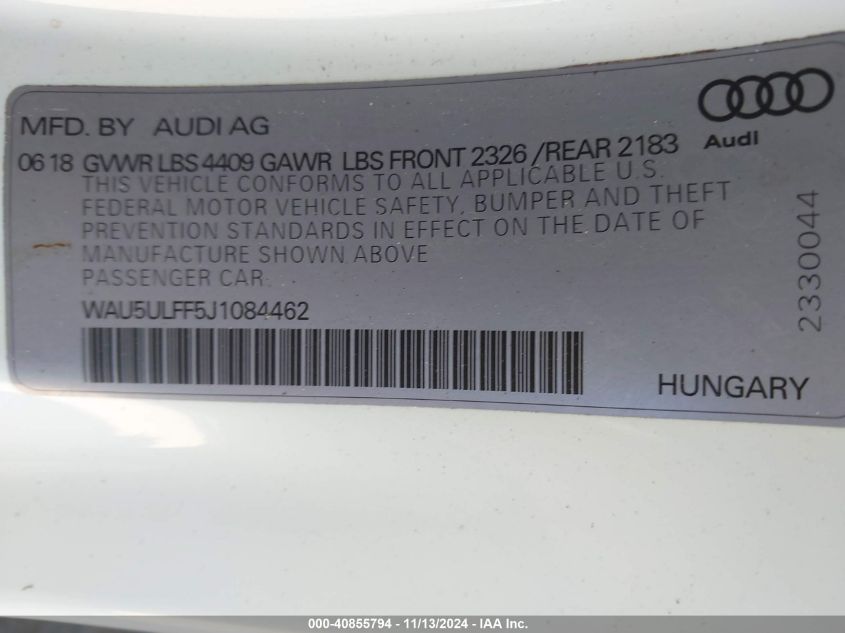 MFD. BY AUDI AG
Audi
06 18 GVWR LBS 4409 GAWR LBS FRONT 2326 /REAR 2183
THIS VEHICLE CONFORMS TO ALL APPLICABLE U.S.
FEDERAL MOTOR VEHICLE SAFETY, BUMPER AND THEFT
PREVENTION STANDARDS IN EFFECT ON THE DATE OF
MANUFACTURE SHOWN ABOVE
PASSENGER CAR
WAU5ULFF5J1084462
2330044
HUNGARY
000-40855794 - 11/13/2024 - IAA Inc.